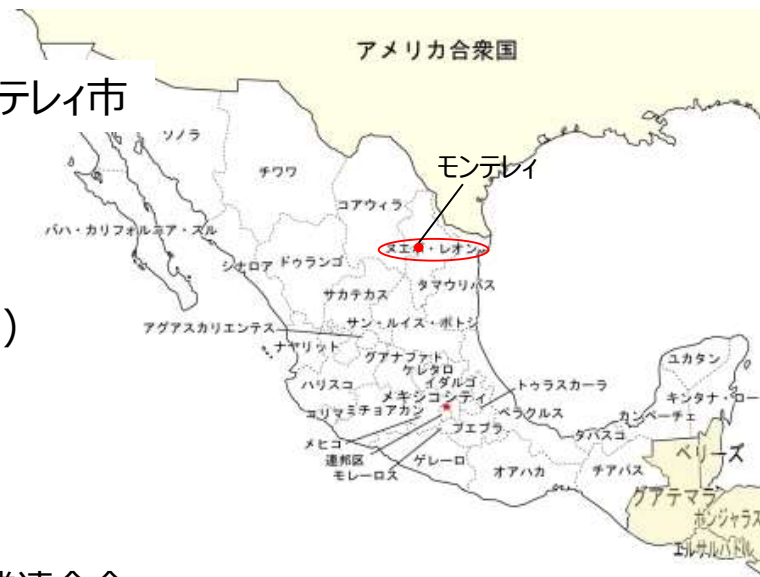 アメリカ合衆国
テレィ市
ソノラ
チワワ
モンテレィ
コアウィラ
バハ・カリフォルニア・スル
ヌエボ・レオン
シナロア
ドゥランゴ
タマウリパス
サカテカス
)
サン・ルイス・ポトシ
アグアスカリエンテス
ナヤリット
グアナファト
ユカタン
ケレタロ
ハリスコ
イダルゴ
トゥラスカーラ
メキシコシティ
キンタナ・ロー
コリマ
ミチョアカン
ベラクルス
カンペーチェ
プエブラ
タバスコ
メヒコ
ベリーズ
連邦区
ゲレーロ
オアハカ
チアパス
モレーロス
グアテマラ
ホンジャラス
エルサルバドル